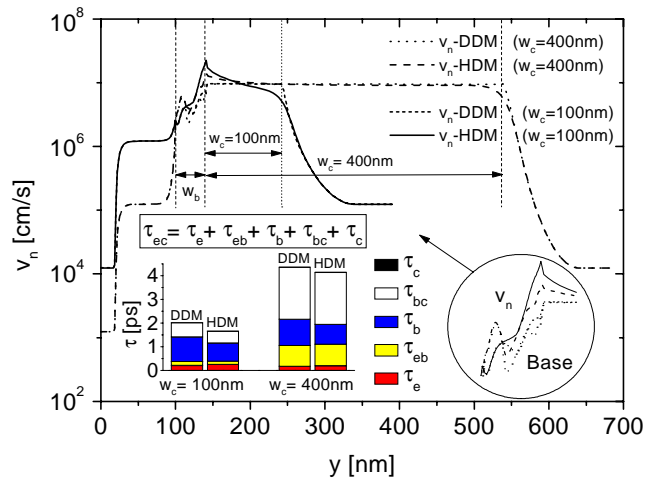 10^8
10^6
10^4
10^2
v_n [cm/s]
v_n-DDM (w_c=400nm)
v_n-HDM (w_c=400nm)
v_n-DDM (w_c=100nm)
v_n-HDM (w_c=100nm)
w_c=100nm
w_c= 400nm
w_b
τ_ec= τ_e+ τ_eb+ τ_b+ τ_bc+ τ_c
τ [ps]
4
3
2
1
0
DDM
HDM
DDM
HDM
w_c= 100nm
w_c= 400nm
τ_c
τ_bc
τ_b
τ_eb
τ_e
v_n
Base
0 100 200 300 400 500 600 700
y [nm]